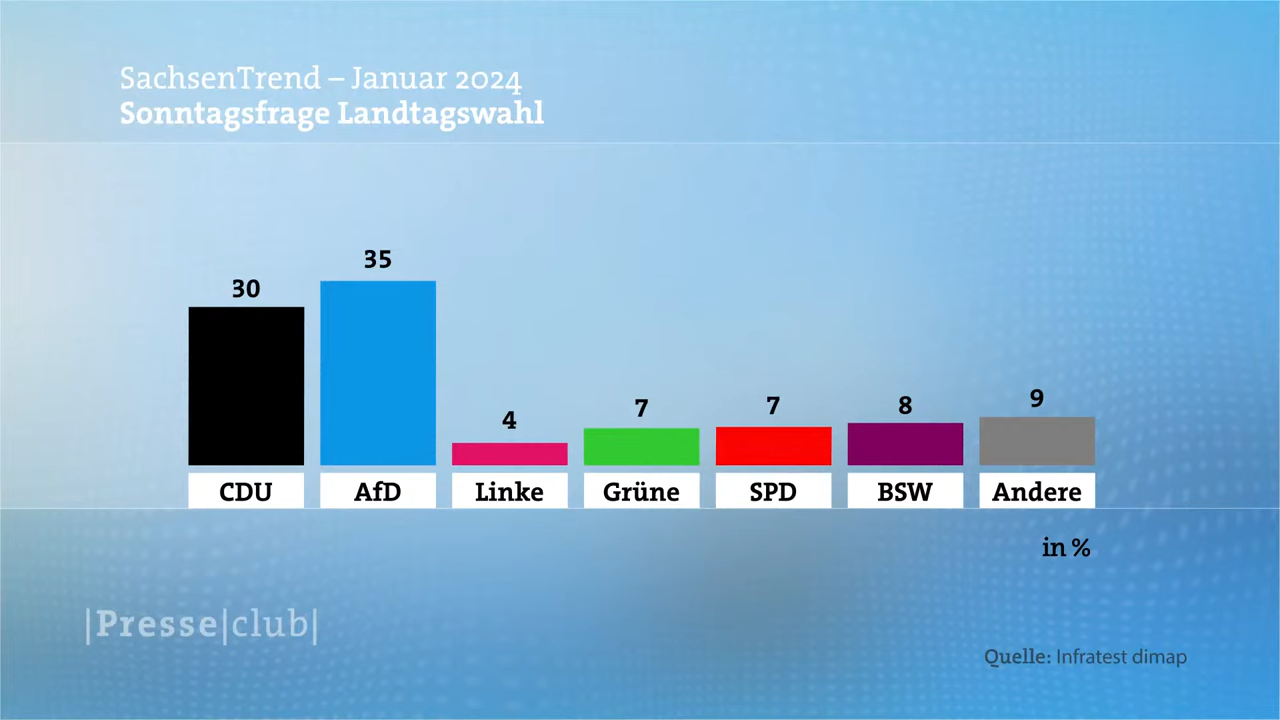 SachsenTrend – Januar 2024
Sonntagsfrage Landtagswahl
30 35 4 7 7 8 9
CDU AfD Linke Grüne SPD BSW Andere
in %
|Presse|club|
Quelle: Infratest dimap